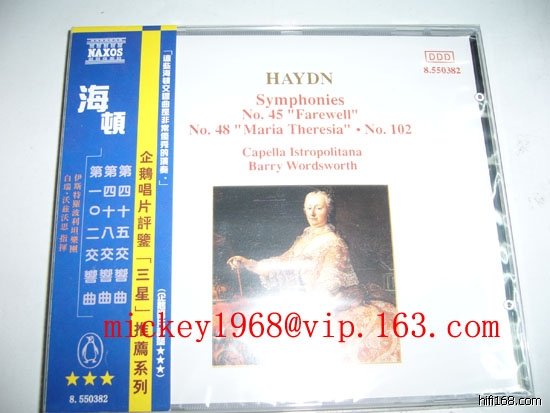 NAXOS
海頓
第四十五交響曲
第四十八交響曲
第一〇二交響曲
伊斯特羅波利坦樂團
白瑞·沃茲沃思 指揮
8.550382
企鵝唱片評鑒「三星」推薦系列
DDD
8.550382
HAYDN
Symphonies
No. 45 "Farewell"
No. 48 "Maria Theresia" • No. 102
Capella Istropolitana
Barry Wordsworth
mickey1968@vip.163.com
hifi168.com